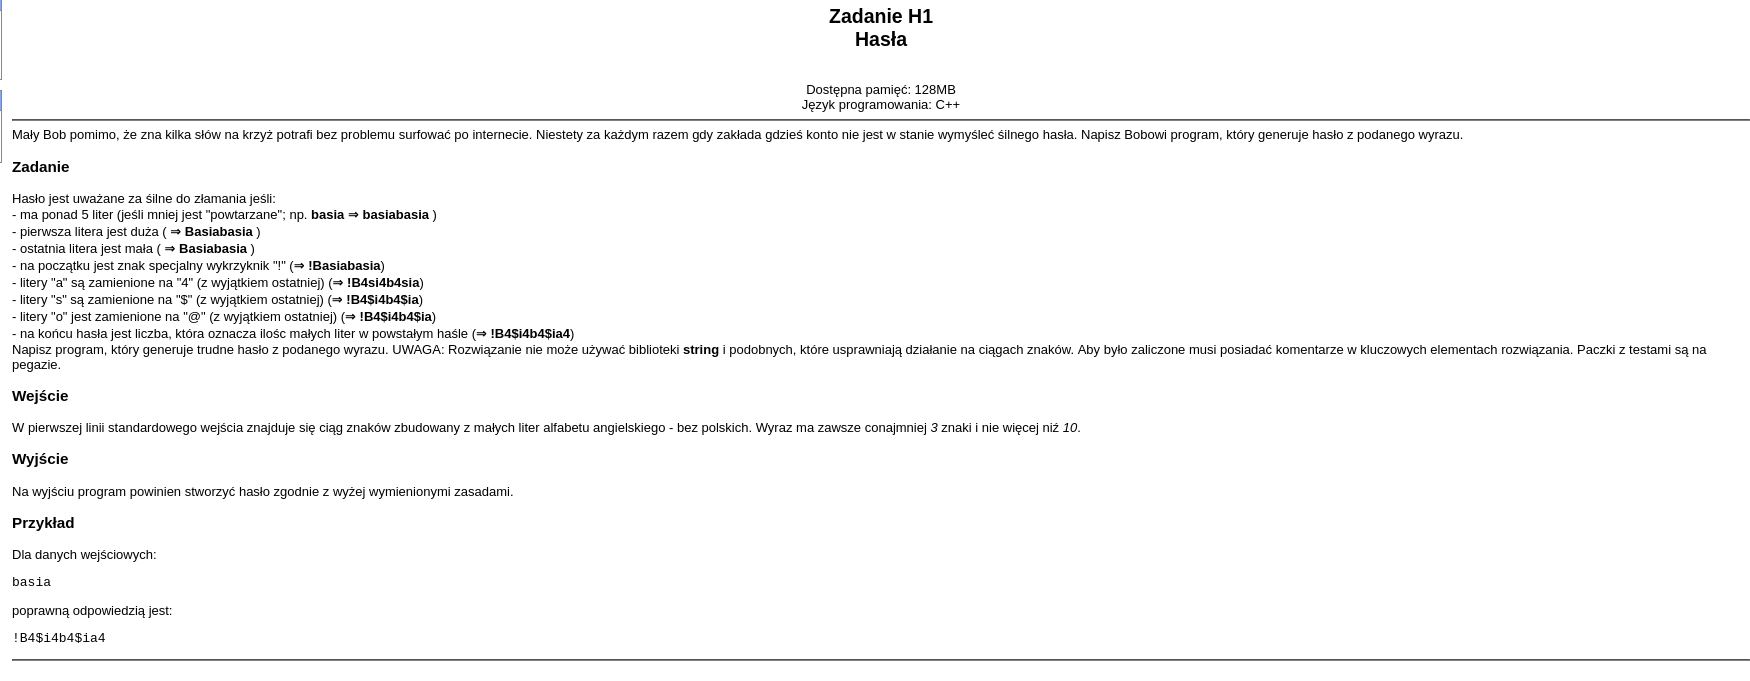 Zadanie H1
Hasła
Dostępna pamięć: 128MB
Język programowania: C++
Mały Bob pomimo, że zna kilka słów na krzyż potrafi bez problemu surfować po internecie. Niestety za każdym razem gdy zakłada gdzieś konto nie jest w stanie wymyśleć śilnego hasła. Napisz Bobowi program, który generuje hasło z podanego wyrazu.
Zadanie
Hasło jest uważane za śilne do złamania jeśli:
- ma ponad 5 liter (jeśli mniej jest "powtarzane"; np. basia ⇒ basiabasia )
- pierwsza litera jest duża ( ⇒ Basiabasia )
- ostatnia litera jest mała ( ⇒ Basiabasia )
- na początku jest znak specjalny wykrzyknik "!" (⇒ !Basiabasia)
- litery "a" są zamienione na "4" (z wyjątkiem ostatniej) (⇒ !B4si4b4sia)
- litery "s" są zamienione na "$" (z wyjątkiem ostatniej) (⇒ !B4$i4b4$ia)
- litery "o" jest zamienione na "@" (z wyjątkiem ostatniej) (⇒ !B4$i4b4$ia)
- na końcu hasła jest liczba, która oznacza ilośc małych liter w powstałym haśle (⇒ !B4$i4b4$ia4)
Napisz program, który generuje trudne hasło z podanego wyrazu. UWAGA: Rozwiązanie nie może używać biblioteki string i podobnych, które usprawniają działanie na ciągach znaków. Aby było zaliczone musi posiadać komentarze w kluczowych elementach rozwiązania. Paczki z testami są na
pegazie.
Wejście
W pierwszej linii standardowego wejścia znajduje się ciąg znaków zbudowany z małych liter alfabetu angielskiego - bez polskich. Wyraz ma zawsze conajmniej 3 znaki i nie więcej niź 10.
Wyjście
Na wyjściu program powinien stworzyć hasło zgodnie z wyżej wymienionymi zasadami.
Przykład
Dla danych wejściowych:
basia
poprawną odpowiedzią jest:
!B4$i4b4$ia4